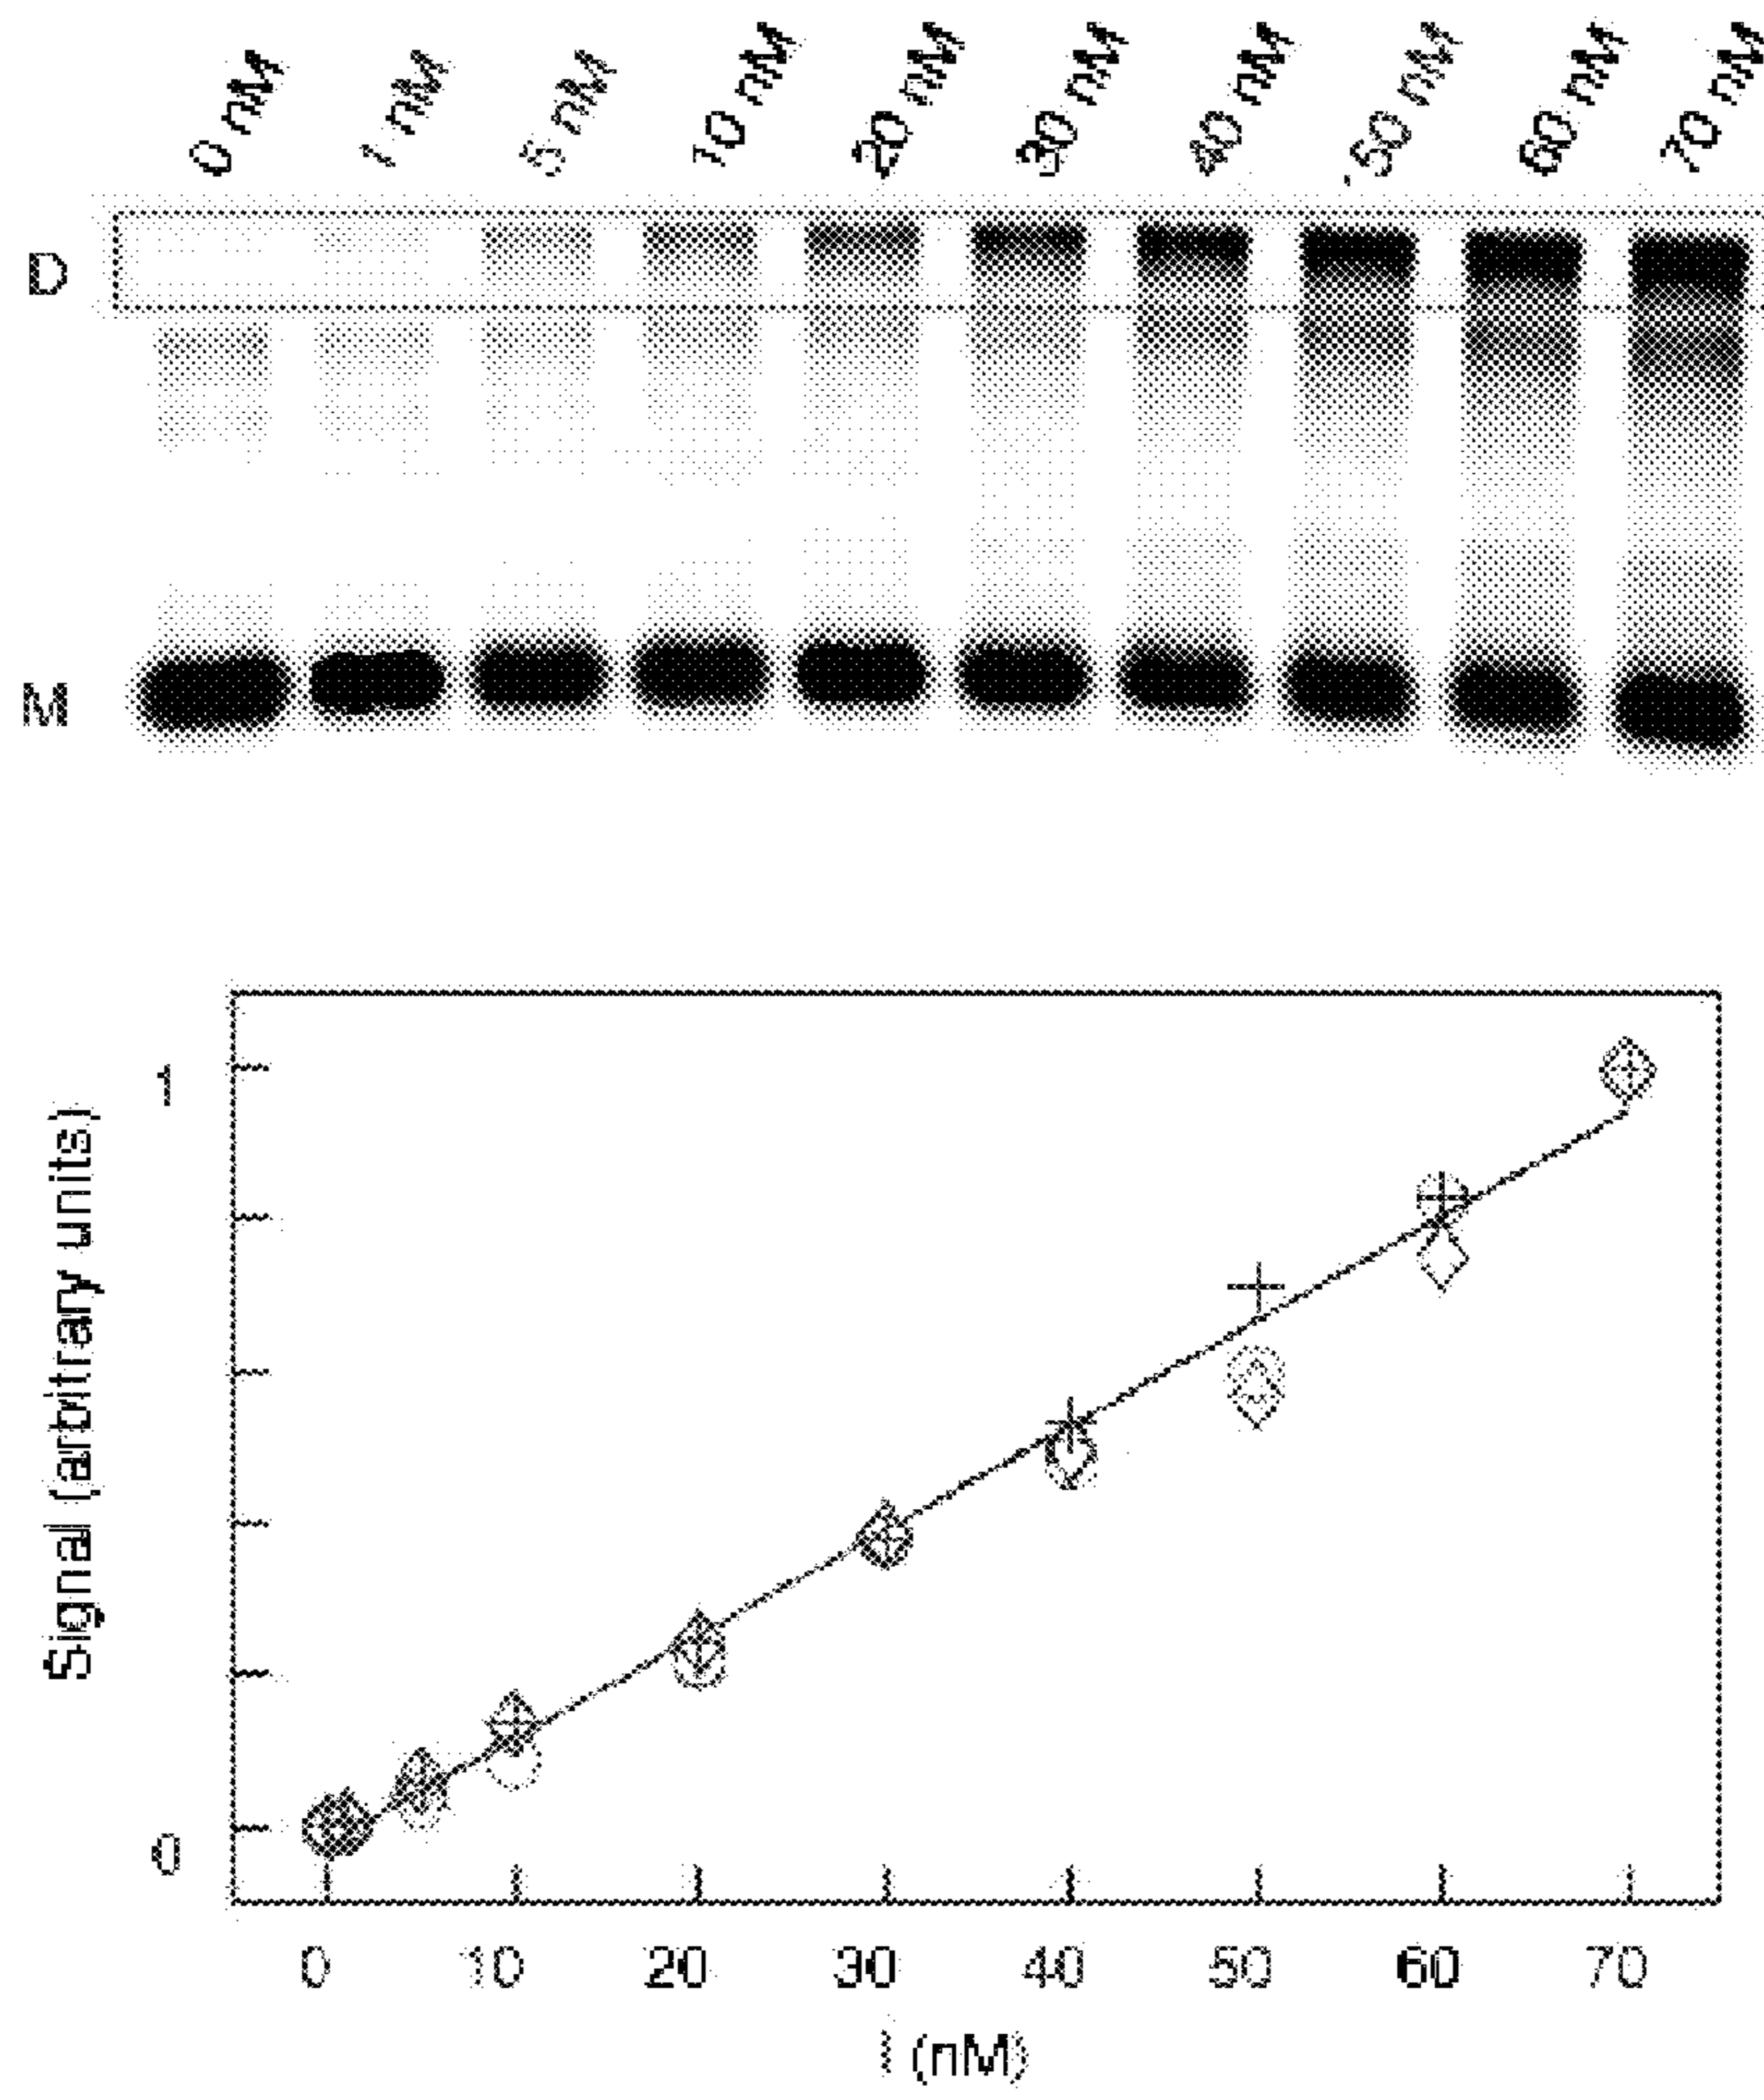 0 nM 1 nM 5 nM 10 nM 20 nM 30 nM 40 nM 50 nM 60 nM 70 nM
D
M
Signal (arbitrary units)
1
0
0 10 20 30 40 50 60 70
I (nM)